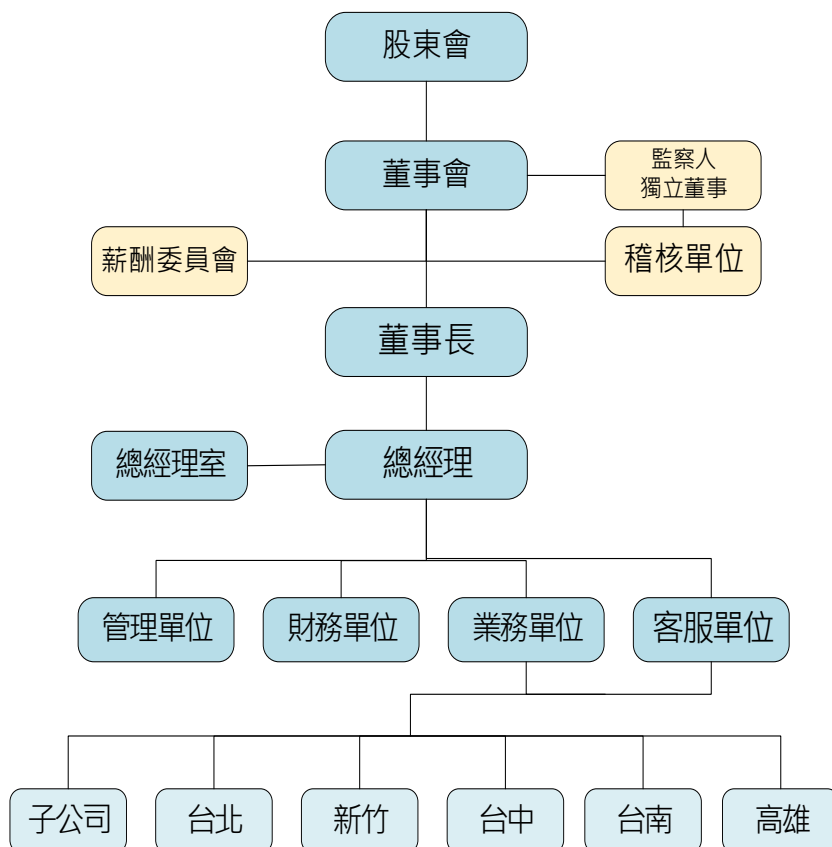 股東會
董事會
監察人
獨立董事
薪酬委員會
稽核單位
董事長
總經理室
總經理
管理單位
財務單位
業務單位
客服單位
子公司
台北
新竹
台中
台南
高雄